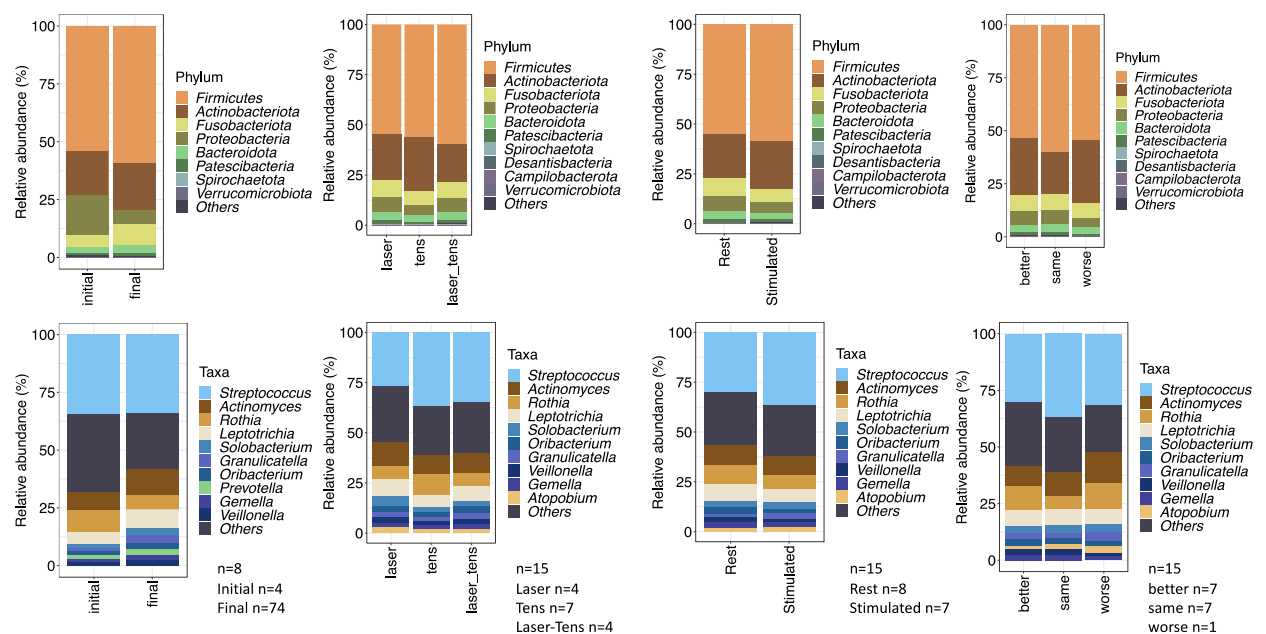 Relative abundance (%)
100
75
50
25
0
initial
final
Phylum
Firmicutes
Actinobacteriota
Fusobacteriota
Proteobacteria
Bacteroidota
Patescibacteria
Spirochaetota
Verrucomicrobiota
Others
Relative abundance (%)
100
75
50
25
0
laser
tens
laser_tens
Phylum
Firmicutes
Actinobacteriota
Fusobacteriota
Proteobacteria
Bacteroidota
Patescibacteria
Spirochaetota
Desantisbacteria
Campilobacterota
Verrucomicrobiota
Others
Relative abundance (%)
100
75
50
25
0
Rest
Stimulated
Phylum
Firmicutes
Actinobacteriota
Fusobacteriota
Proteobacteria
Bacteroidota
Patescibacteria
Spirochaetota
Desantisbacteria
Campilobacterota
Verrucomicrobiota
Others
Relative abundance (%)
100
75
50
25
0
better
same
worse
Phylum
Firmicutes
Actinobacteriota
Fusobacteriota
Proteobacteria
Bacteroidota
Patescibacteria
Spirochaetota
Desantisbacteria
Campilobacterota
Verrucomicrobiota
Others
Relative abundance (%)
100
75
50
25
0
initial
final
Taxa
Streptococcus
Actinomyces
Rothia
Leptotrichia
Solobacterium
Granulicatella
Oribacterium
Prevotella
Gemella
Veillonella
Others
n=8
Initial n=4
Final n=74
Relative abundance (%)
100
75
50
25
0
laser
tens
laser_tens
Taxa
Streptococcus
Actinomyces
Rothia
Leptotrichia
Solobacterium
Oribacterium
Granulicatella
Veillonella
Gemella
Atopobium
Others
n=15
Laser n=4
Tens n=7
Laser-Tens n=4
Relative abundance (%)
100
75
50
25
0
Rest
Stimulated
Taxa
Streptococcus
Actinomyces
Rothia
Leptotrichia
Solobacterium
Oribacterium
Granulicatella
Veillonella
Gemella
Atopobium
Others
n=15
Rest n=8
Stimulated n=7
Relative abundance (%)
100
75
50
25
0
better
same
worse
Taxa
Streptococcus
Actinomyces
Rothia
Leptotrichia
Solobacterium
Oribacterium
Granulicatella
Veillonella
Gemella
Atopobium
Others
n=15
better n=7
same n=7
worse n=1